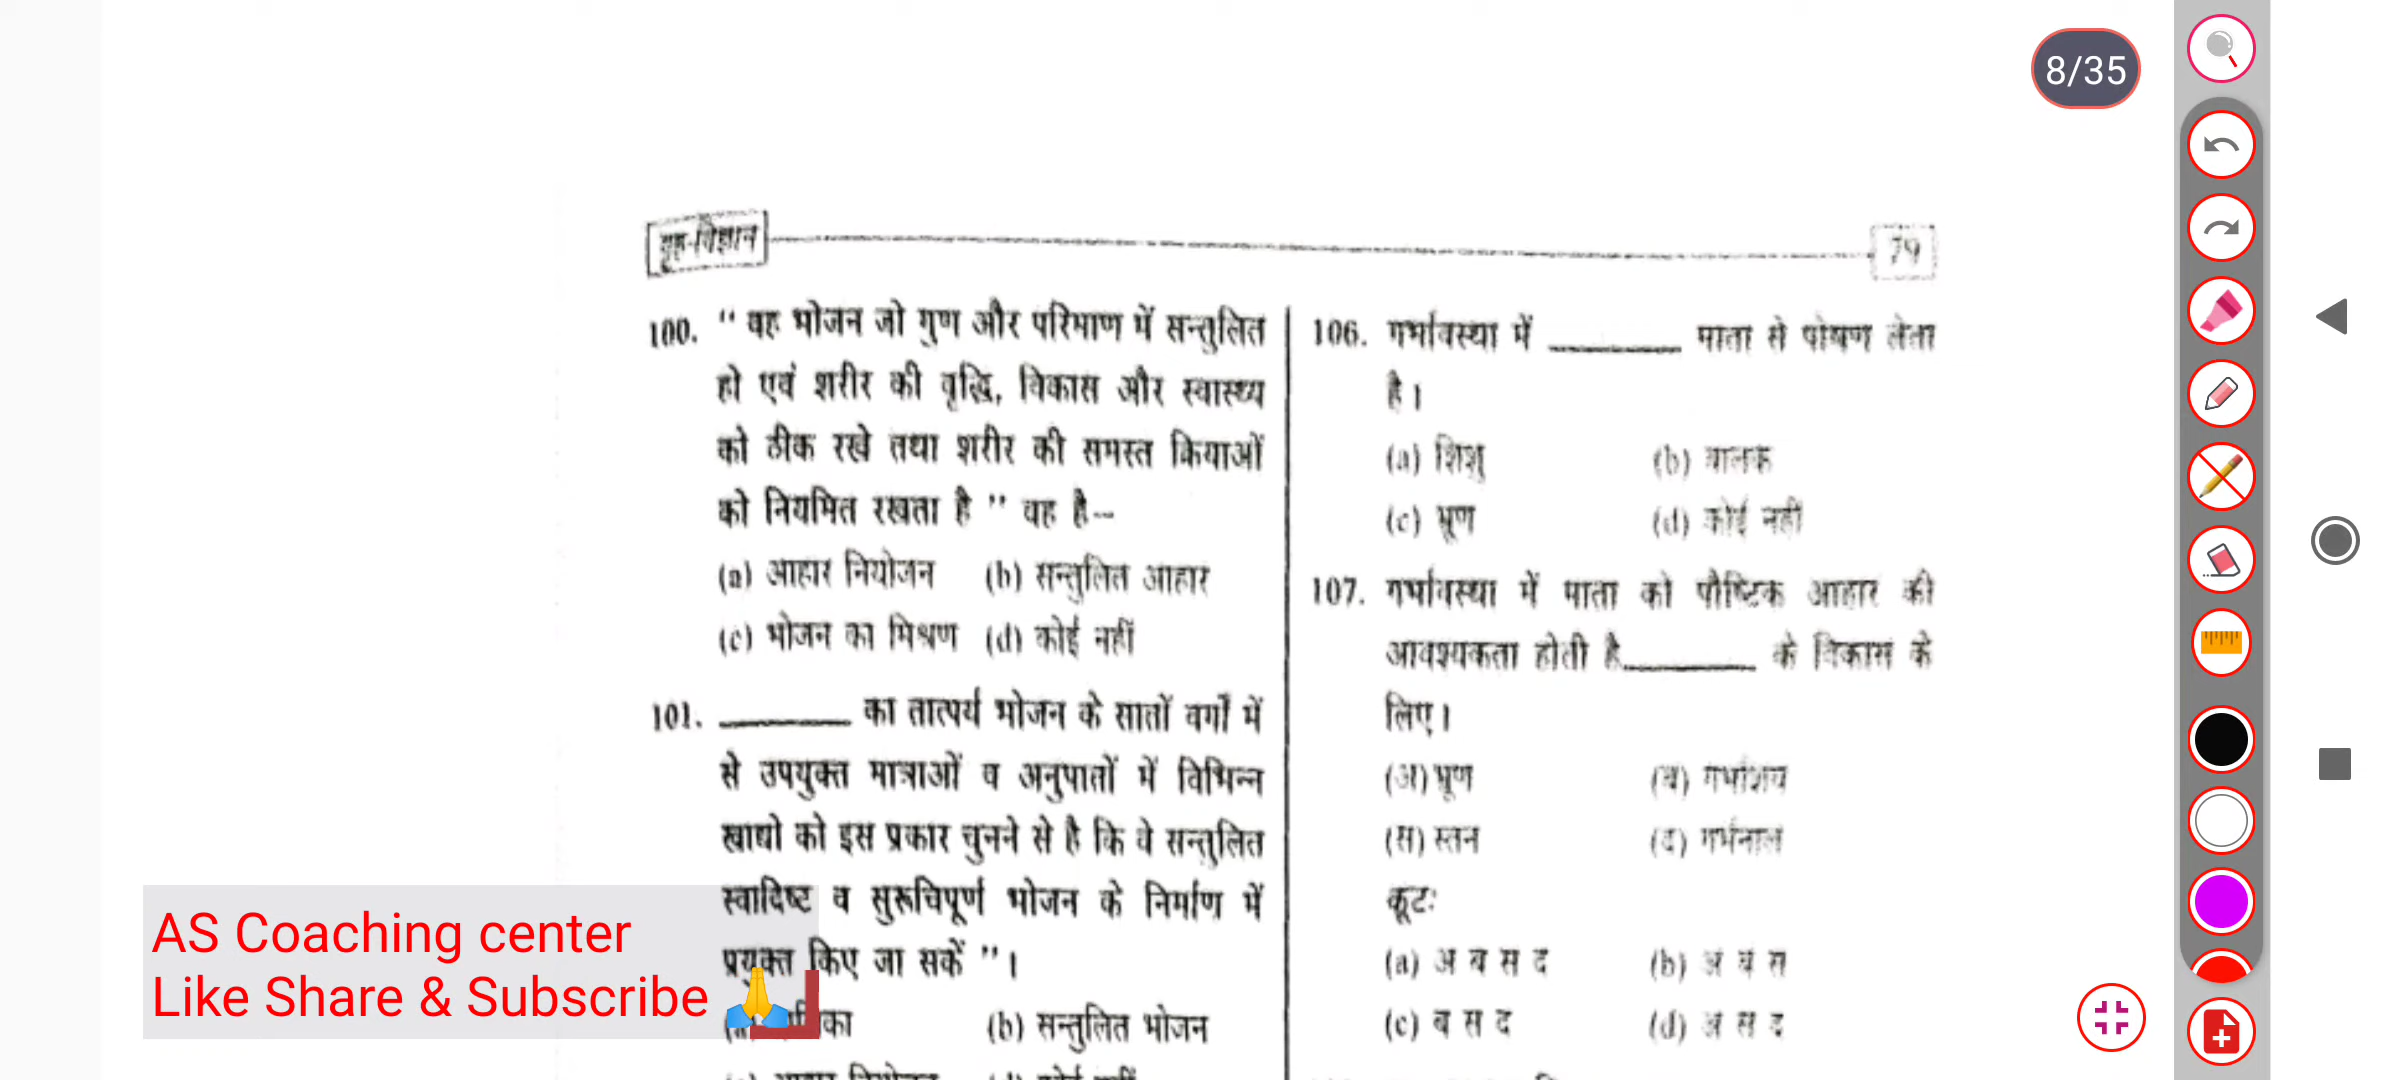 8/35
गृह-विज्ञान
79
100. “ वह भोजन जो गुण और परिमाण में सन्तुलित
हो एवं शरीर की वृद्धि, विकास और स्वास्थ्य
को ठीक रखे तथा शरीर की समस्त क्रियाओं
को नियमित रखता है ” वह है–
(a) आहार नियोजन (b) सन्तुलित आहार
(c) भोजन का मिश्रण (d) कोई नहीं
101. ________ का तात्पर्य भोजन के सातों वर्गों में
से उपयुक्त मात्राओं व अनुपातों में विभिन्न
खाद्यो को इस प्रकार चुनने से है कि वे सन्तुलित
स्वादिष्ट व सुरूचिपूर्ण भोजन के निर्माण में
प्रयुक्त किए जा सकें ”।
(b) सन्तुलित भोजन
106. गर्भावस्था में ________ माता से पोषण लेता
है।
(a) शिशु (b) बालक
(c) भ्रूण (d) कोई नहीं
107. गर्भावस्था में माता को पौष्टिक आहार की
आवश्यकता होती है________ के विकास के
लिए।
(अ) भ्रूण (ब) गर्भाशय
(स) स्तन (द) गर्भनाल
कूटः
(a) अ ब स द (b) अ ब स
(c) ब स द (d) अ स द
AS Coaching center
Like Share & Subscribe